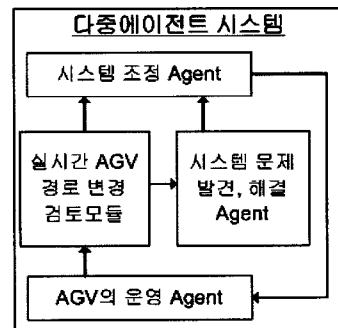 다중에이전트 시스템
시스템 조정 Agent
실시간 AGV
경로 변경
검토모듈
시스템 문제
발견, 해결
Agent
AGV의 운영 Agent